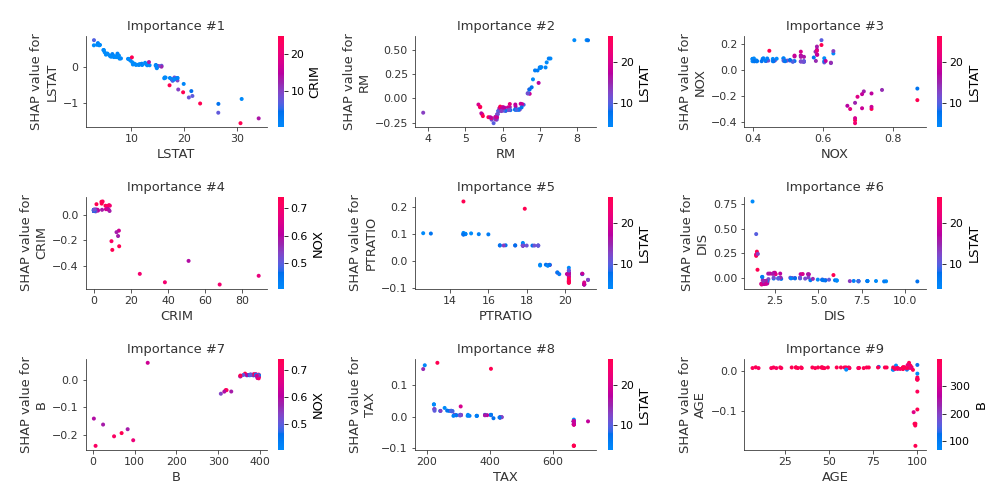 Importance #1
Importance #2
Importance #3
SHAP value for
LSTAT
0
−1
10
20
30
LSTAT
20
10
CRIM
SHAP value for
RM
0.50
0.25
0.00
−0.25
4
5
6
7
8
RM
20
10
LSTAT
SHAP value for
NOX
0.2
0.0
−0.2
−0.4
0.4
0.6
0.8
NOX
20
10
LSTAT
Importance #4
Importance #5
Importance #6
SHAP value for
CRIM
0.0
−0.2
−0.4
0
20
40
60
80
CRIM
0.7
0.6
0.5
NOX
SHAP value for
PTRATIO
0.2
0.1
0.0
−0.1
14
16
18
20
PTRATIO
20
10
LSTAT
SHAP value for
DIS
0.75
0.50
0.25
0.00
2.5
5.0
7.5
10.0
DIS
20
10
LSTAT
Importance #7
Importance #8
Importance #9
SHAP value for
B
0.0
−0.1
−0.2
0
100
200
300
400
B
0.7
0.6
0.5
NOX
SHAP value for
TAX
0.1
0.0
−0.1
200
400
600
TAX
20
10
LSTAT
SHAP value for
AGE
0.0
−0.1
25
50
75
100
AGE
300
200
100
B